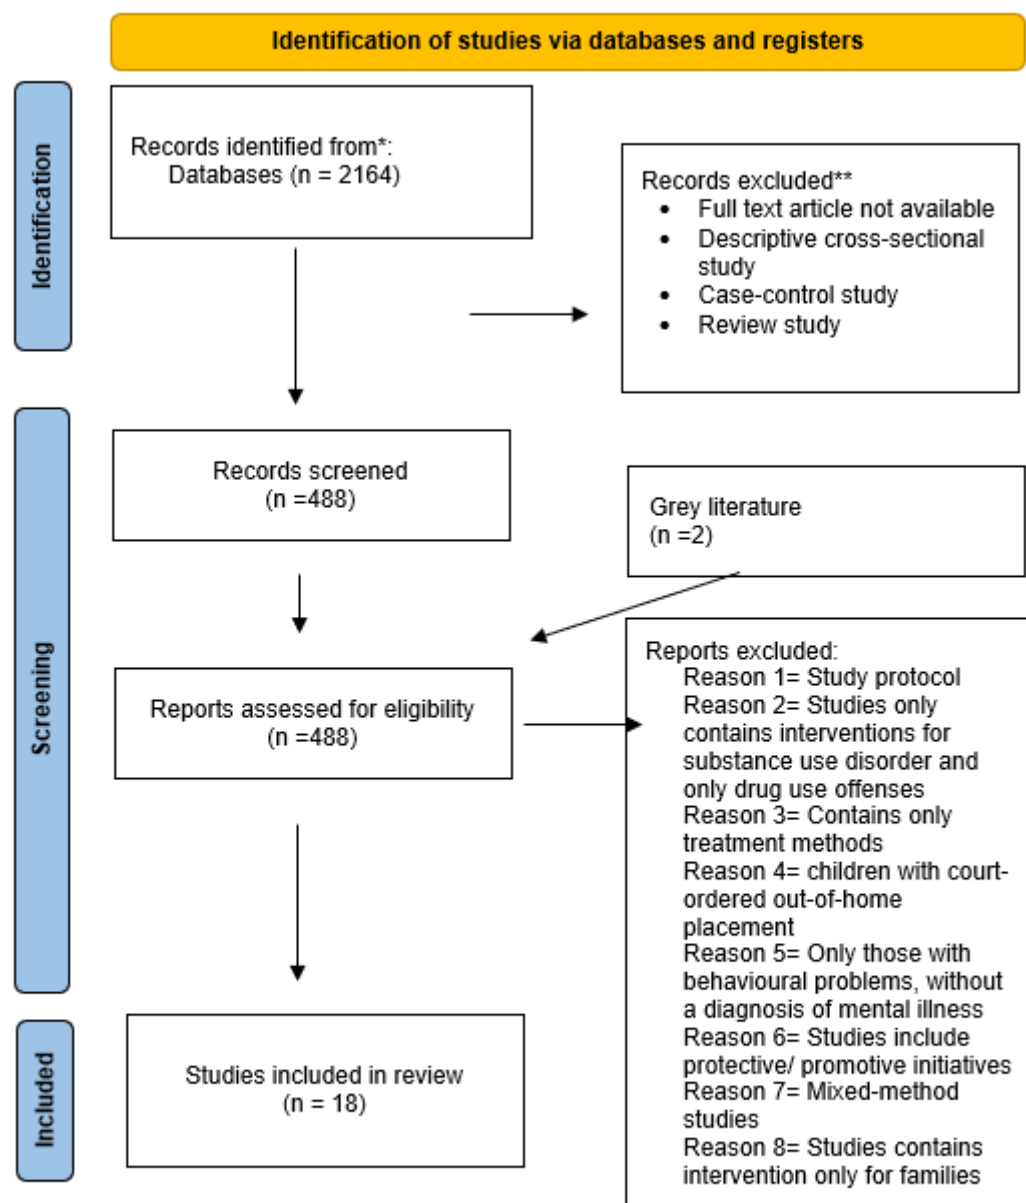 Identification of studies via databases and registers
Identification
Records identified from*:
Databases (n = 2164)
Records excluded**
• Full text article not available
• Descriptive cross-sectional
study
• Case-control study
• Review study
Screening
Records screened
(n =488)
Grey literature
(n =2)
Reports assessed for eligibility
(n =488)
Reports excluded:
Reason 1= Study protocol
Reason 2= Studies only
contains interventions for
substance use disorder and
only drug use offenses
Reason 3= Contains only
treatment methods
Reason 4= children with court-
ordered out-of-home
placement
Reason 5= Only those with
behavioural problems, without
a diagnosis of mental illness
Reason 6= Studies include
protective/ promotive initiatives
Reason 7= Mixed-method
studies
Reason 8= Studies contains
intervention only for families
Included
Studies included in review
(n = 18)